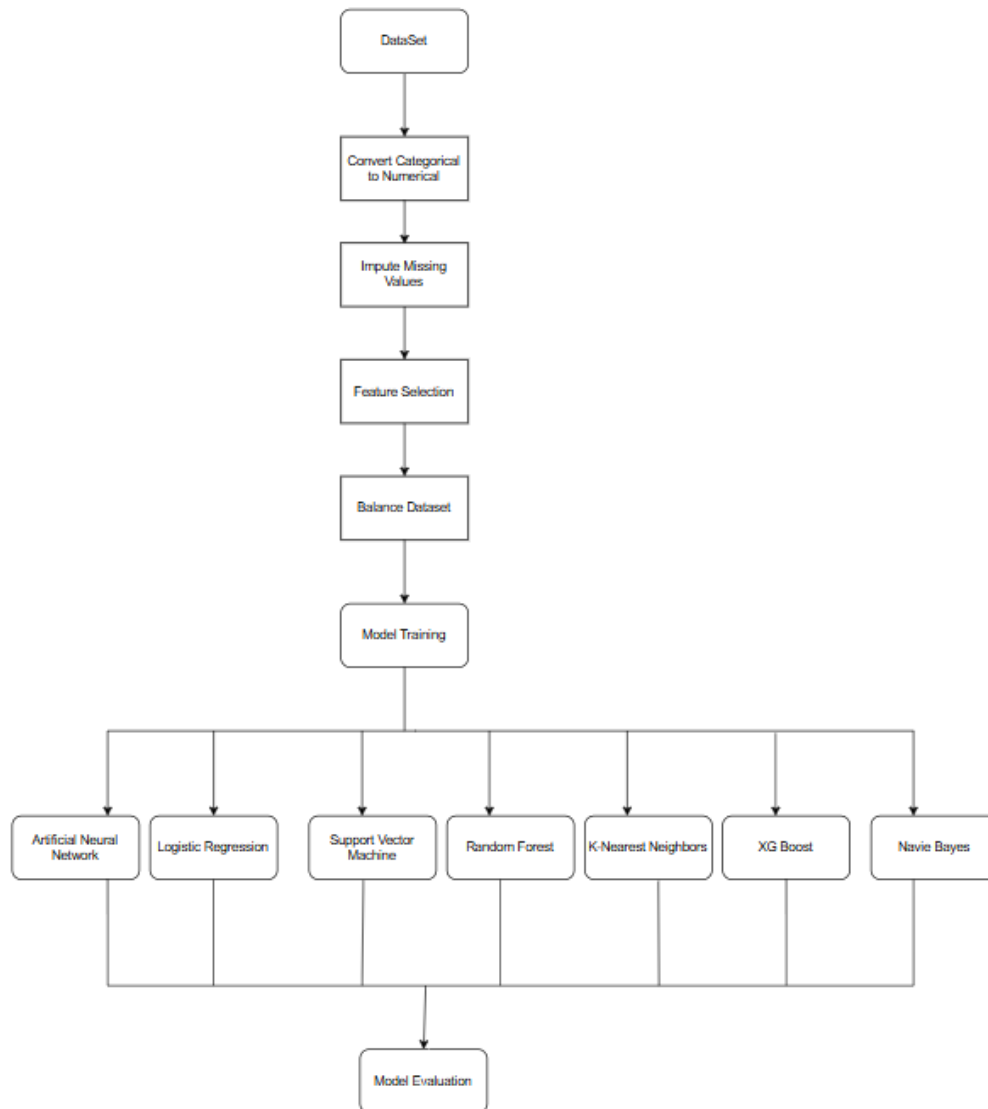 DataSet
Convert Categorical
to Numerical
Impute Missing
Values
Feature Selection
Balance Dataset
Model Training
Artificial Neural
Network
Logistic Regression
Support Vector
Machine
Random Forest
K-Nearest Neighbors
XG Boost
Navie Bayes
Model Evaluation